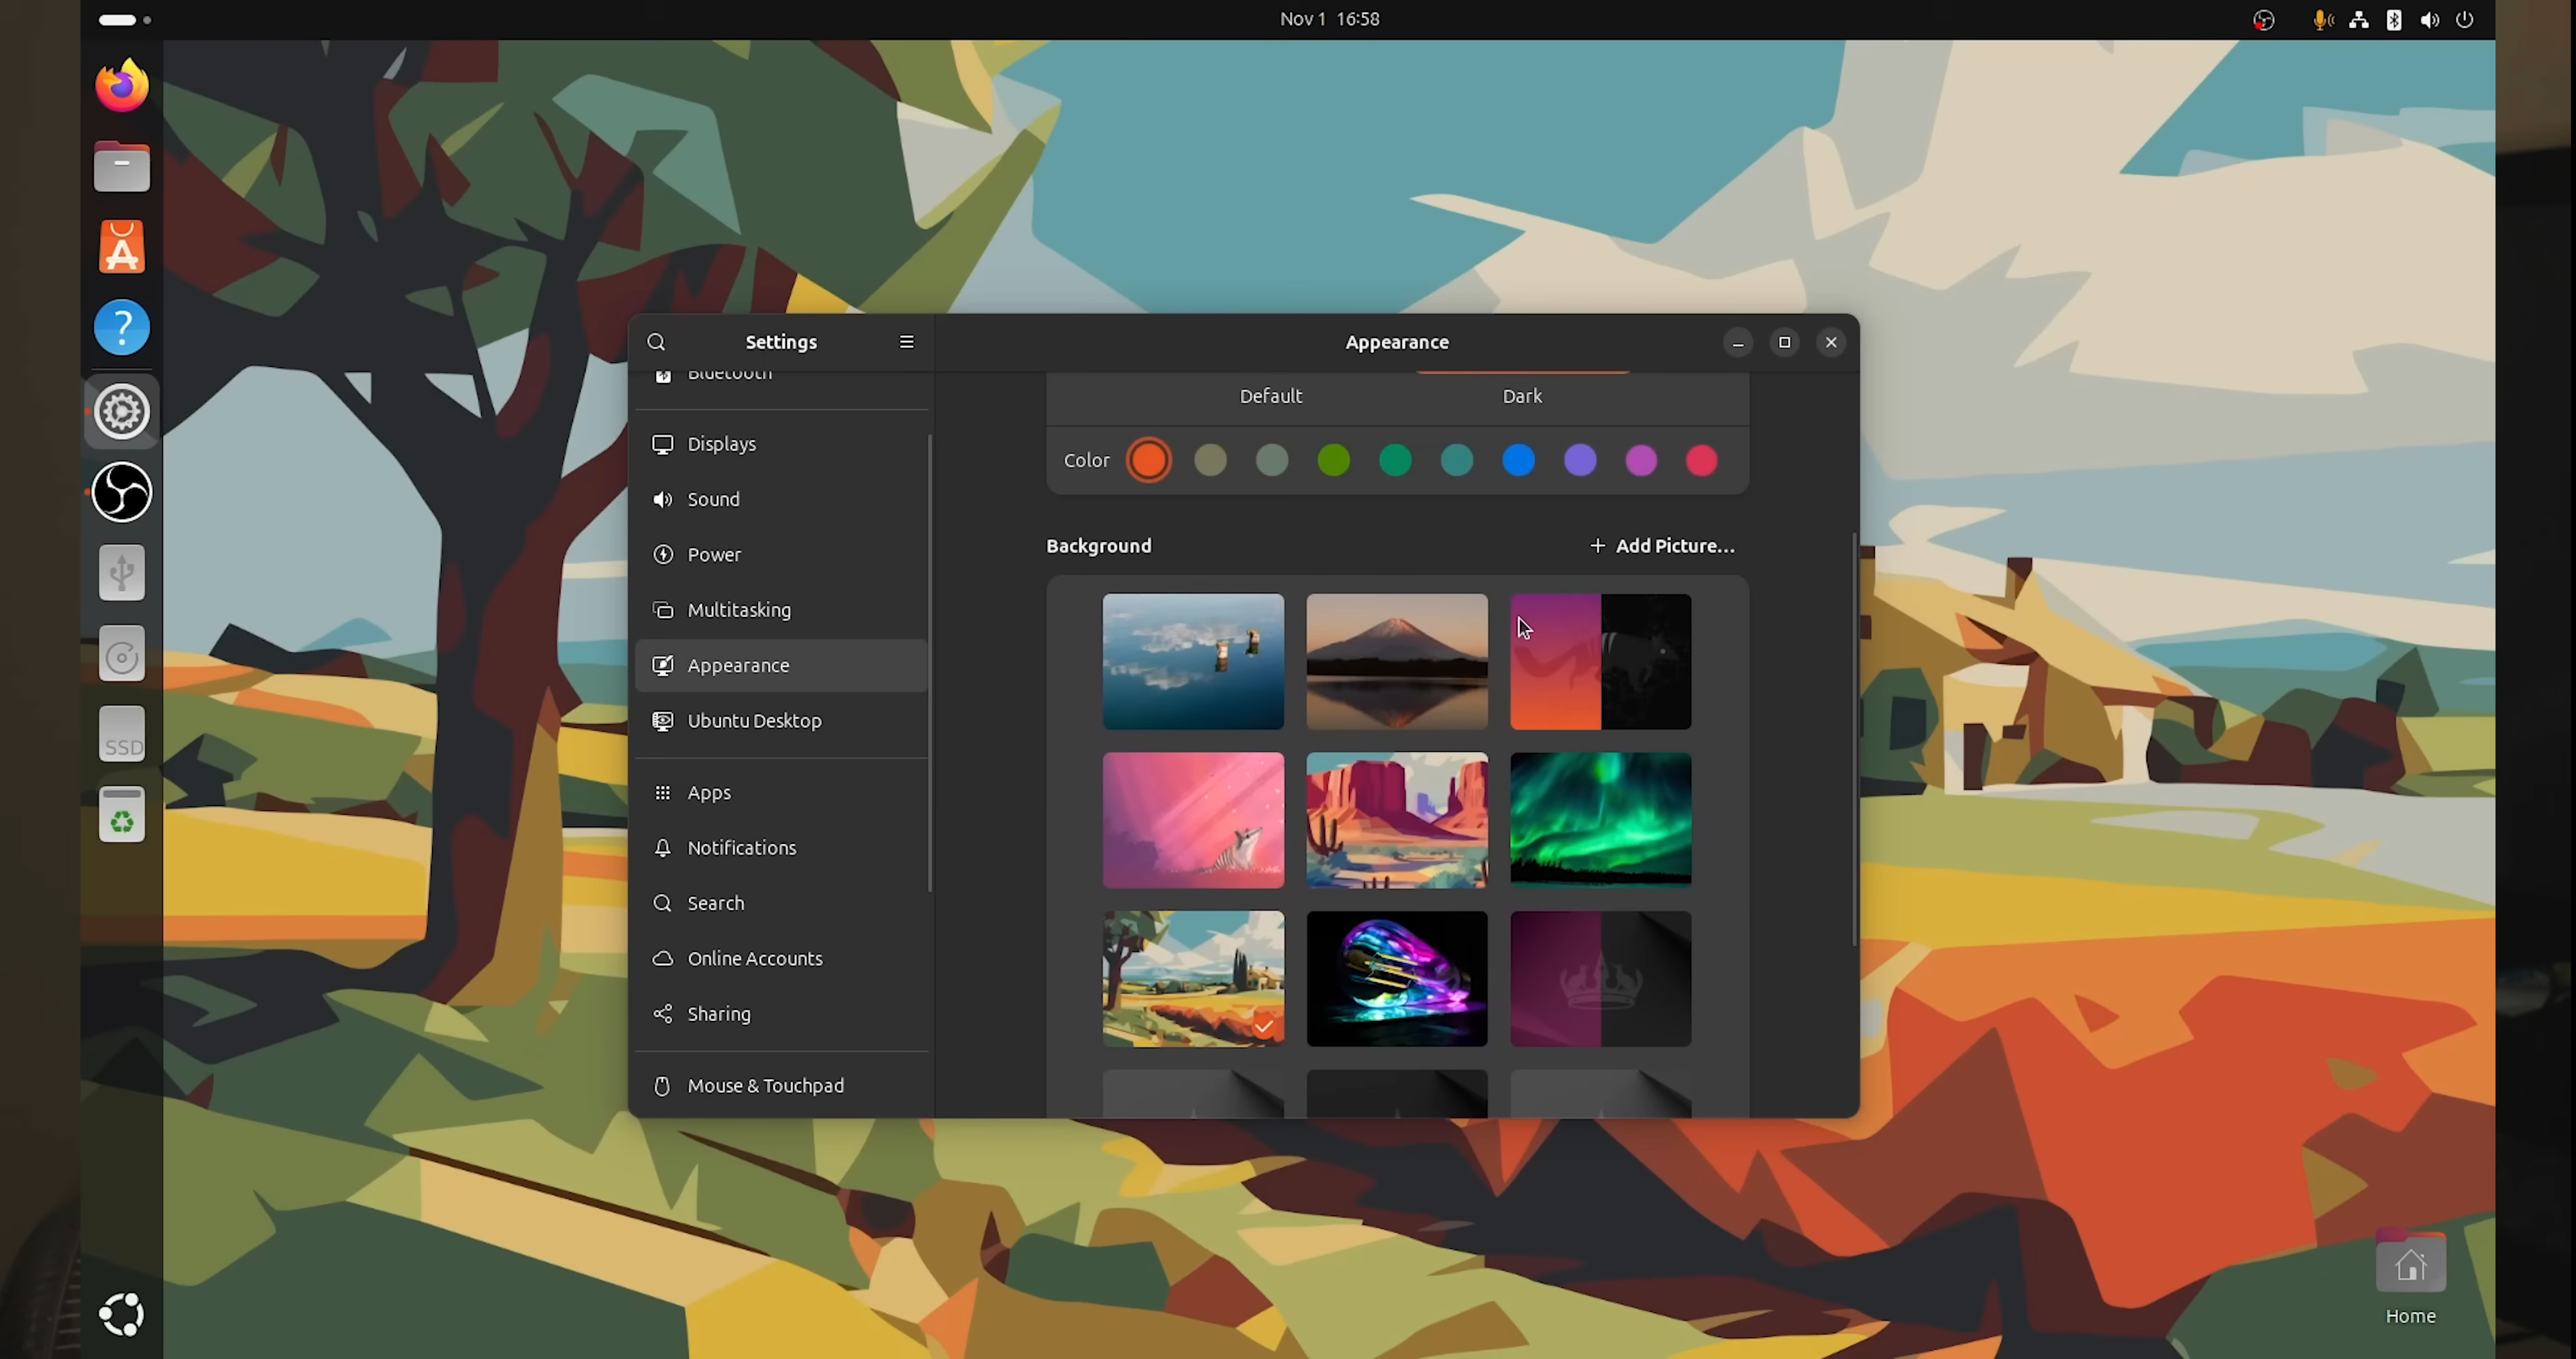 Nov 1 16:58
Settings
Appearance
Bluetooth
Default
Dark
Displays
Color
Sound
Background
Add Picture...
Power
Multitasking
Appearance
Ubuntu Desktop
SSD
Apps
Notifications
Search
Online Accounts
Sharing
Mouse & Touchpad
Home